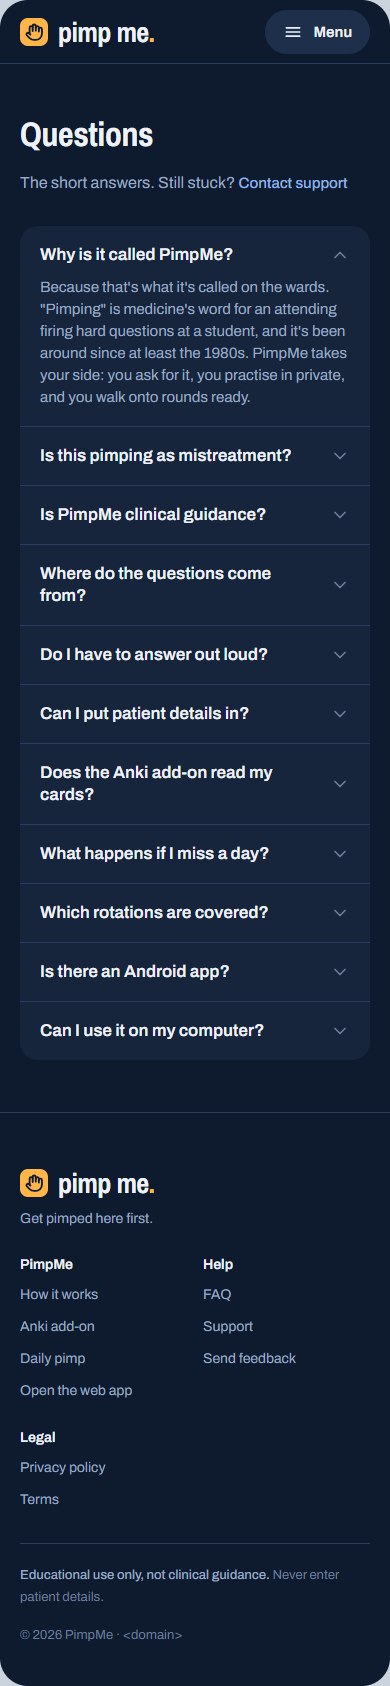 pimp me.
Menu
Questions
The short answers. Still stuck? Contact support
Why is it called PimpMe?
Because that's what it's called on the wards.
"Pimping" is medicine's word for an attending
firing hard questions at a student, and it's been
around since at least the 1980s. PimpMe takes
your side: you ask for it, you practise in private,
and you walk onto rounds ready.
Is this pimping as mistreatment?
Is PimpMe clinical guidance?
Where do the questions come
from?
Do I have to answer out loud?
Can I put patient details in?
Does the Anki add-on read my
cards?
What happens if I miss a day?
Which rotations are covered?
Is there an Android app?
Can I use it on my computer?
pimp me.
Get pimped here first.
PimpMe
How it works
Anki add-on
Daily pimp
Open the web app
Help
FAQ
Support
Send feedback
Legal
Privacy policy
Terms
Educational use only, not clinical guidance. Never enter
patient details.
© 2026 PimpMe · <domain>